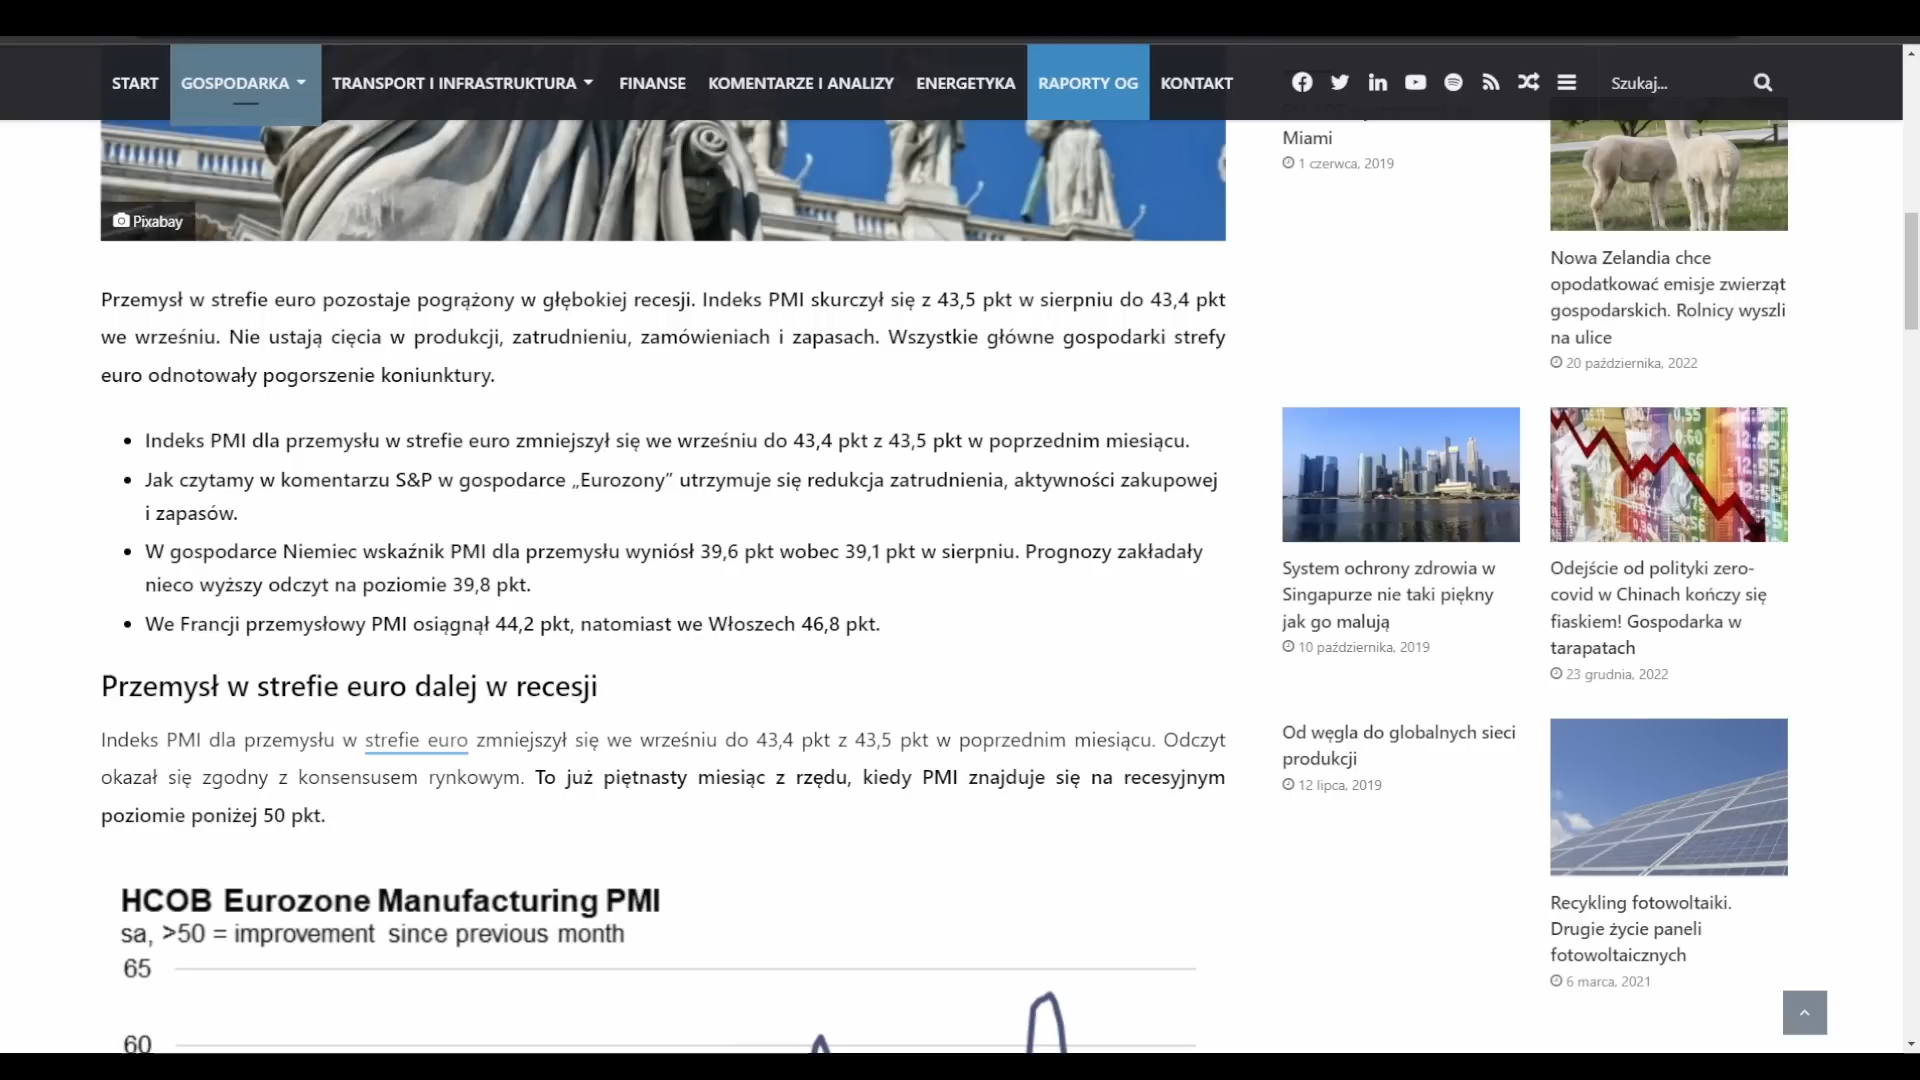 START GOSPODARKA TRANSPORT I INFRASTRUKTURA FINANSE KOMENTARZE I ANALIZY ENERGETYKA RAPORTY OG KONTAKT Szukaj...
Pixabay
Przemysł w strefie euro pozostaje pogrążony w głębokiej recesji. Indeks PMI skurczył się z 43,5 pkt w sierpniu do 43,4 pkt
we wrześniu. Nie ustają cięcia w produkcji, zatrudnieniu, zamówieniach i zapasach. Wszystkie główne gospodarki strefy
euro odnotowały pogorszenie koniunktury.
• Indeks PMI dla przemysłu w strefie euro zmniejszył się we wrześniu do 43,4 pkt z 43,5 pkt w poprzednim miesiącu.
• Jak czytamy w komentarzu S&P w gospodarce „Eurozony” utrzymuje się redukcja zatrudnienia, aktywności zakupowej
i zapasów.
• W gospodarce Niemiec wskaźnik PMI dla przemysłu wyniósł 39,6 pkt wobec 39,1 pkt w sierpniu. Prognozy zakładały
nieco wyższy odczyt na poziomie 39,8 pkt.
• We Francji przemysłowy PMI osiągnął 44,2 pkt, natomiast we Włoszech 46,8 pkt.
Przemysł w strefie euro dalej w recesji
Indeks PMI dla przemysłu w strefie euro zmniejszył się we wrześniu do 43,4 pkt z 43,5 pkt w poprzednim miesiącu. Odczyt
okazał się zgodny z konsensusem rynkowym. To już piętnasty miesiąc z rzędu, kiedy PMI znajduje się na recesyjnym
poziomie poniżej 50 pkt.
HCOB Eurozone Manufacturing PMI
sa, >50 = improvement since previous month
65
60
Miami
1 czerwca, 2019
System ochrony zdrowia w
Singapurze nie taki piękny
jak go malują
10 października, 2019
Od węgla do globalnych sieci
produkcji
12 lipca, 2019
Nowa Zelandia chce
opodatkować emisje zwierząt
gospodarskich. Rolnicy wyszli
na ulice
20 października, 2022
Odejście od polityki zero-
covid w Chinach kończy się
fiaskiem! Gospodarka w
tarapatach
23 grudnia, 2022
Recykling fotowoltaiki.
Drugie życie paneli
fotowoltaicznych
6 marca, 2021